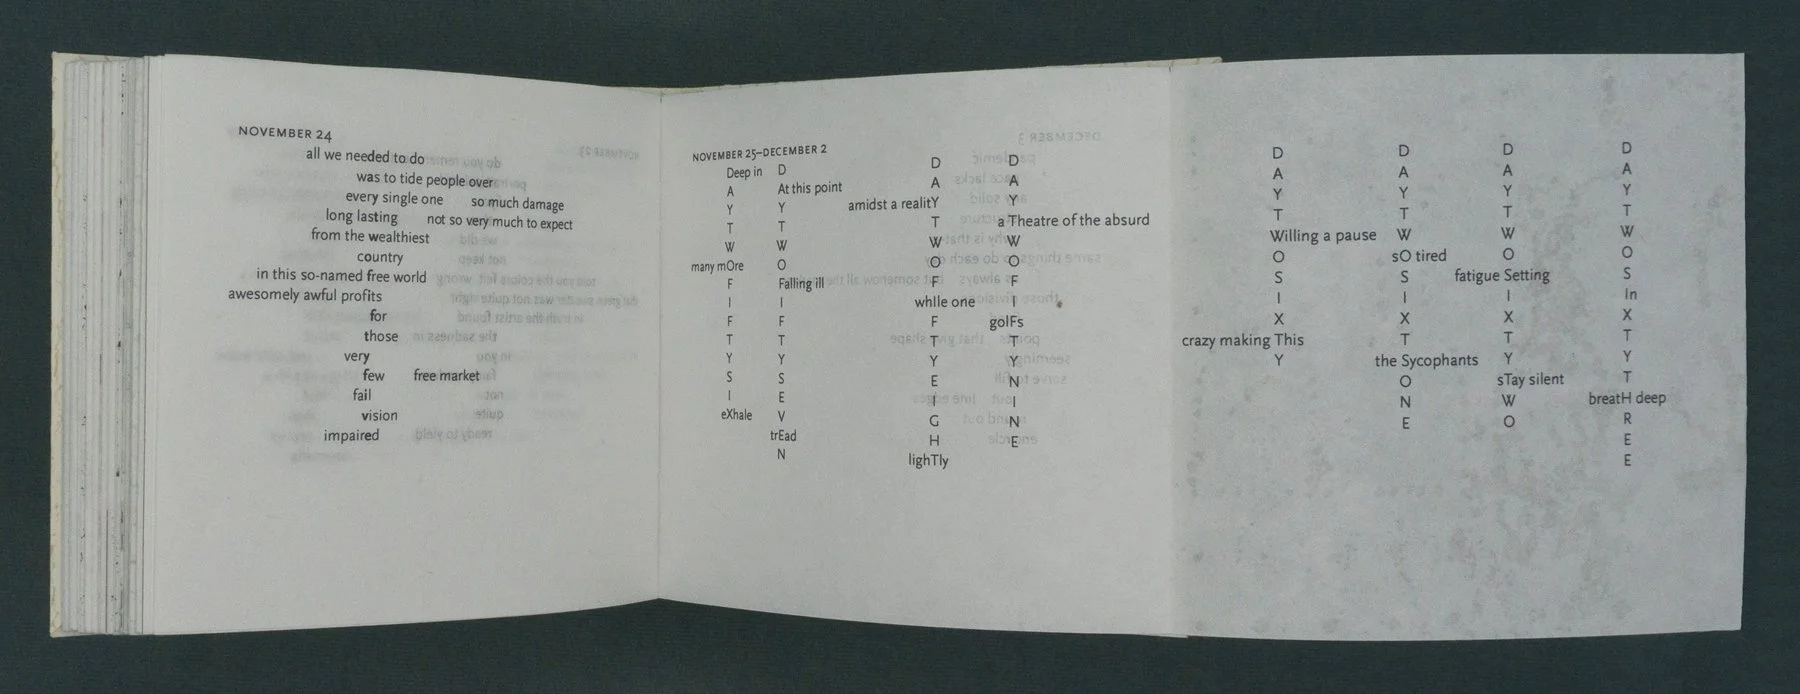 NOVEMBER 24
all we needed to do
was to tide people over
every single one so much damage
long lasting not so very much to expect
from the wealthiest
country
in this so-named free world
awesomely awful profits
for
those
very
few free market
fail
vision
impaired
NOVEMBER 25–DECEMBER 2
Deep in
A
Y
T
W
many mOre
F
I
F
T
Y
S
I
eXhale
D
At this point
Y
T
W
O
Falling ill
I
F
T
Y
S
E
V
trEad
N
D
A
amidst a realitY
T
W
O
F
whIle one
F
T
Y
E
I
G
H
lighTly
D
A
Y
a Theatre of the absurd
W
O
F
I
golFs
T
Y
N
I
N
E
D
A
Y
T
Willing a pause
O
S
I
X
crazy making This
Y
D
A
Y
T
W
sO tired
S
I
X
T
the Sycophants
O
N
E
D
A
Y
T
W
O
fatigue Setting
I
X
T
Y
sTay silent
W
O
D
A
Y
T
W
O
S
In
X
T
Y
T
breatH deep
R
E
E